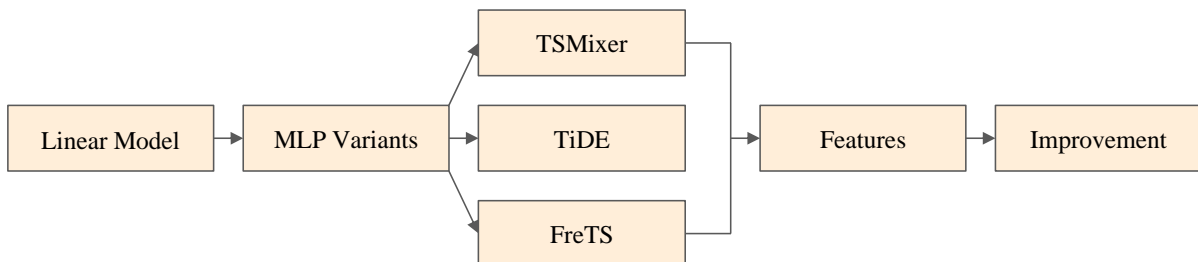 Linear Model
MLP Variants
TSMixer
TiDE
FreTS
Features
Improvement